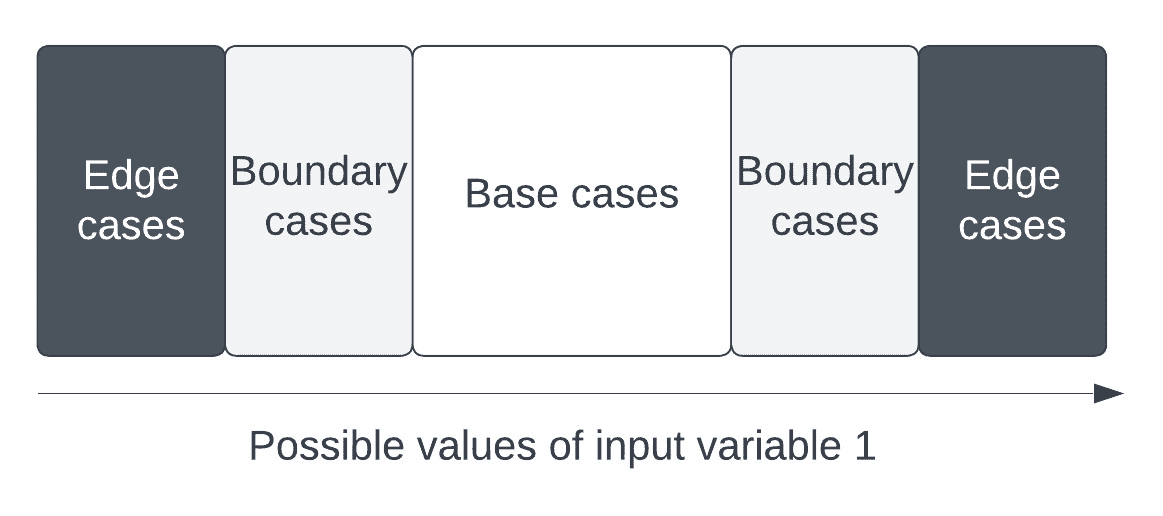 Edge
cases
Boundary
cases
Base cases
Boundary
cases
Edge
cases
Possible values of input variable 1